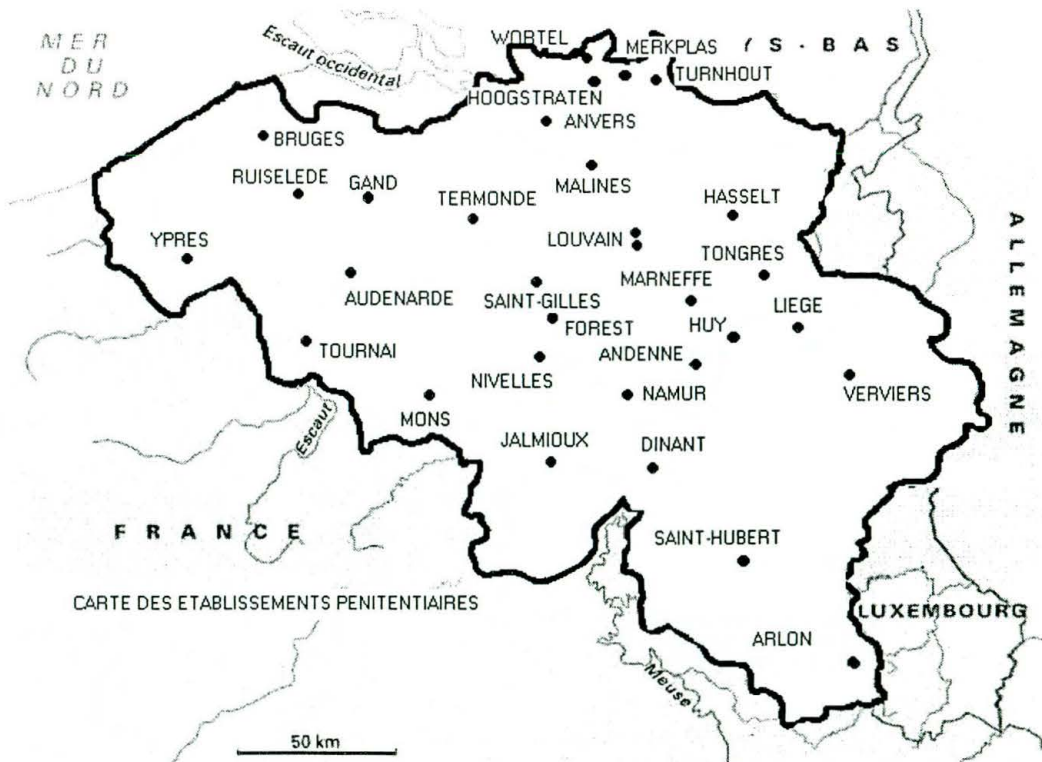 MER
DU
NORD
Escaut occidental
WORTEL
MERKPLAS
YS-BAS
TURNHOUT
HOOGSTRATEN
ANVERS
BRUGES
RUISELEDE
GAND
MALINES
TERMONDE
HASSELT
YPRES
LOUVAIN
TONGRES
ALLEMAGNE
AUDENARDE
SAINT-GILLES
MARNEFFE
FOREST
HUY
LIEGE
TOURNAI
NIVELLES
ANDENNE
MONS
NAMUR
VERVIERS
Escaut
JALMIOUX
DINANT
FRANCE
SAINT-HUBERT
CARTE DES ETABLISSEMENTS PENITENTIAIRES
LUXEMBOURG
ARLON
Meuse
50 km